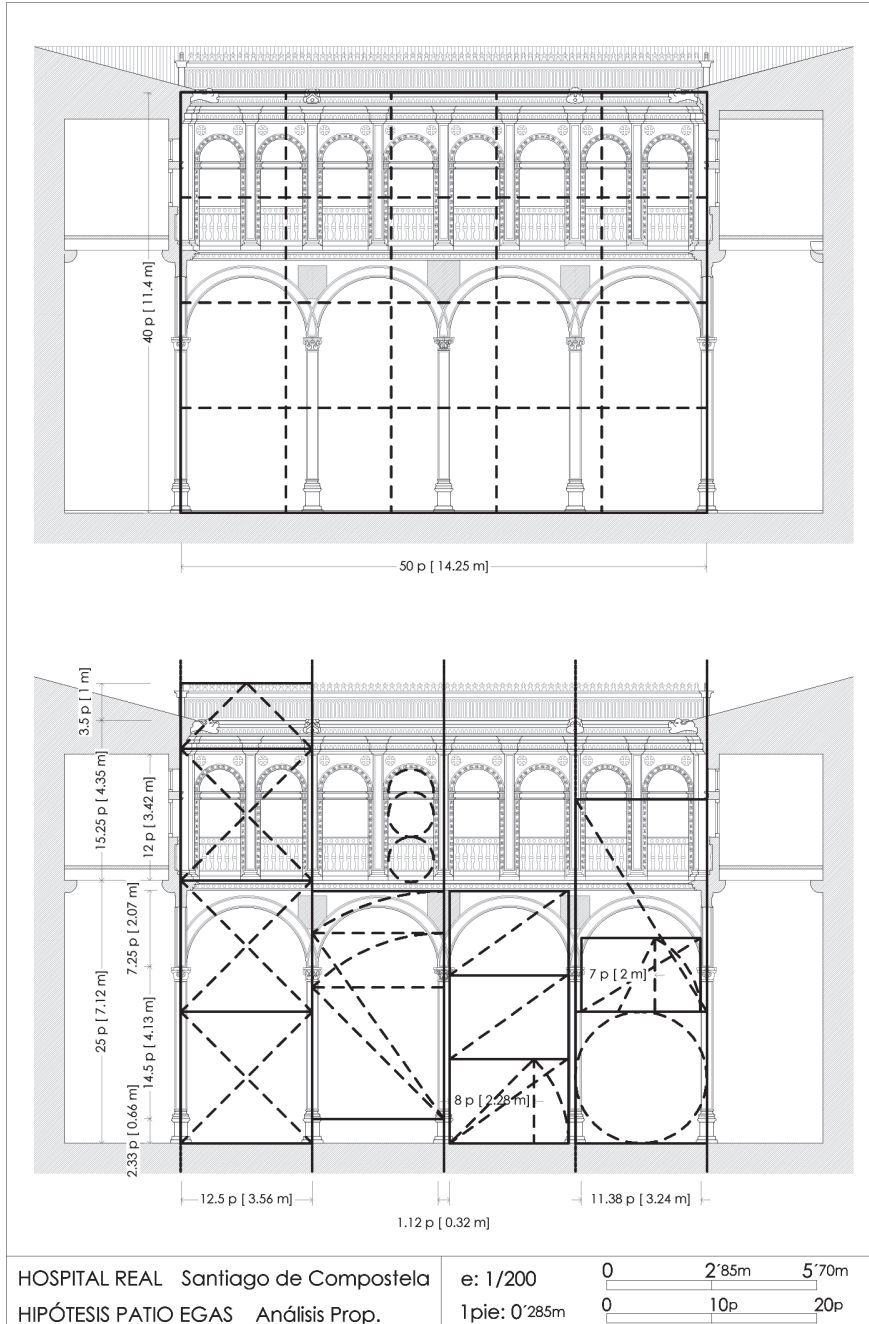 40 p [ 11.4 m]
50 p [ 14.25 m]
3.5 p [ 1 m]
15.25 p [ 4.35 m]
12 p [ 3.42 m]
7.25 p [ 2.07 m]
25 p [ 7.12 m]
14.5 p [ 4.13 m]
2.33 p [ 0.66 m]
7 p [ 2 m]
8 p [ 2.28 m]
12.5 p [ 3.56 m]
1.12 p [ 0.32 m]
11.38 p [ 3.24 m]
HOSPITAL REAL Santiago de Compostela
HIPÓTESIS PATIO EGAS Análisis Prop.
e: 1/200
1pie: 0´285m
0 2´85m 5´70m
0 10p 20p